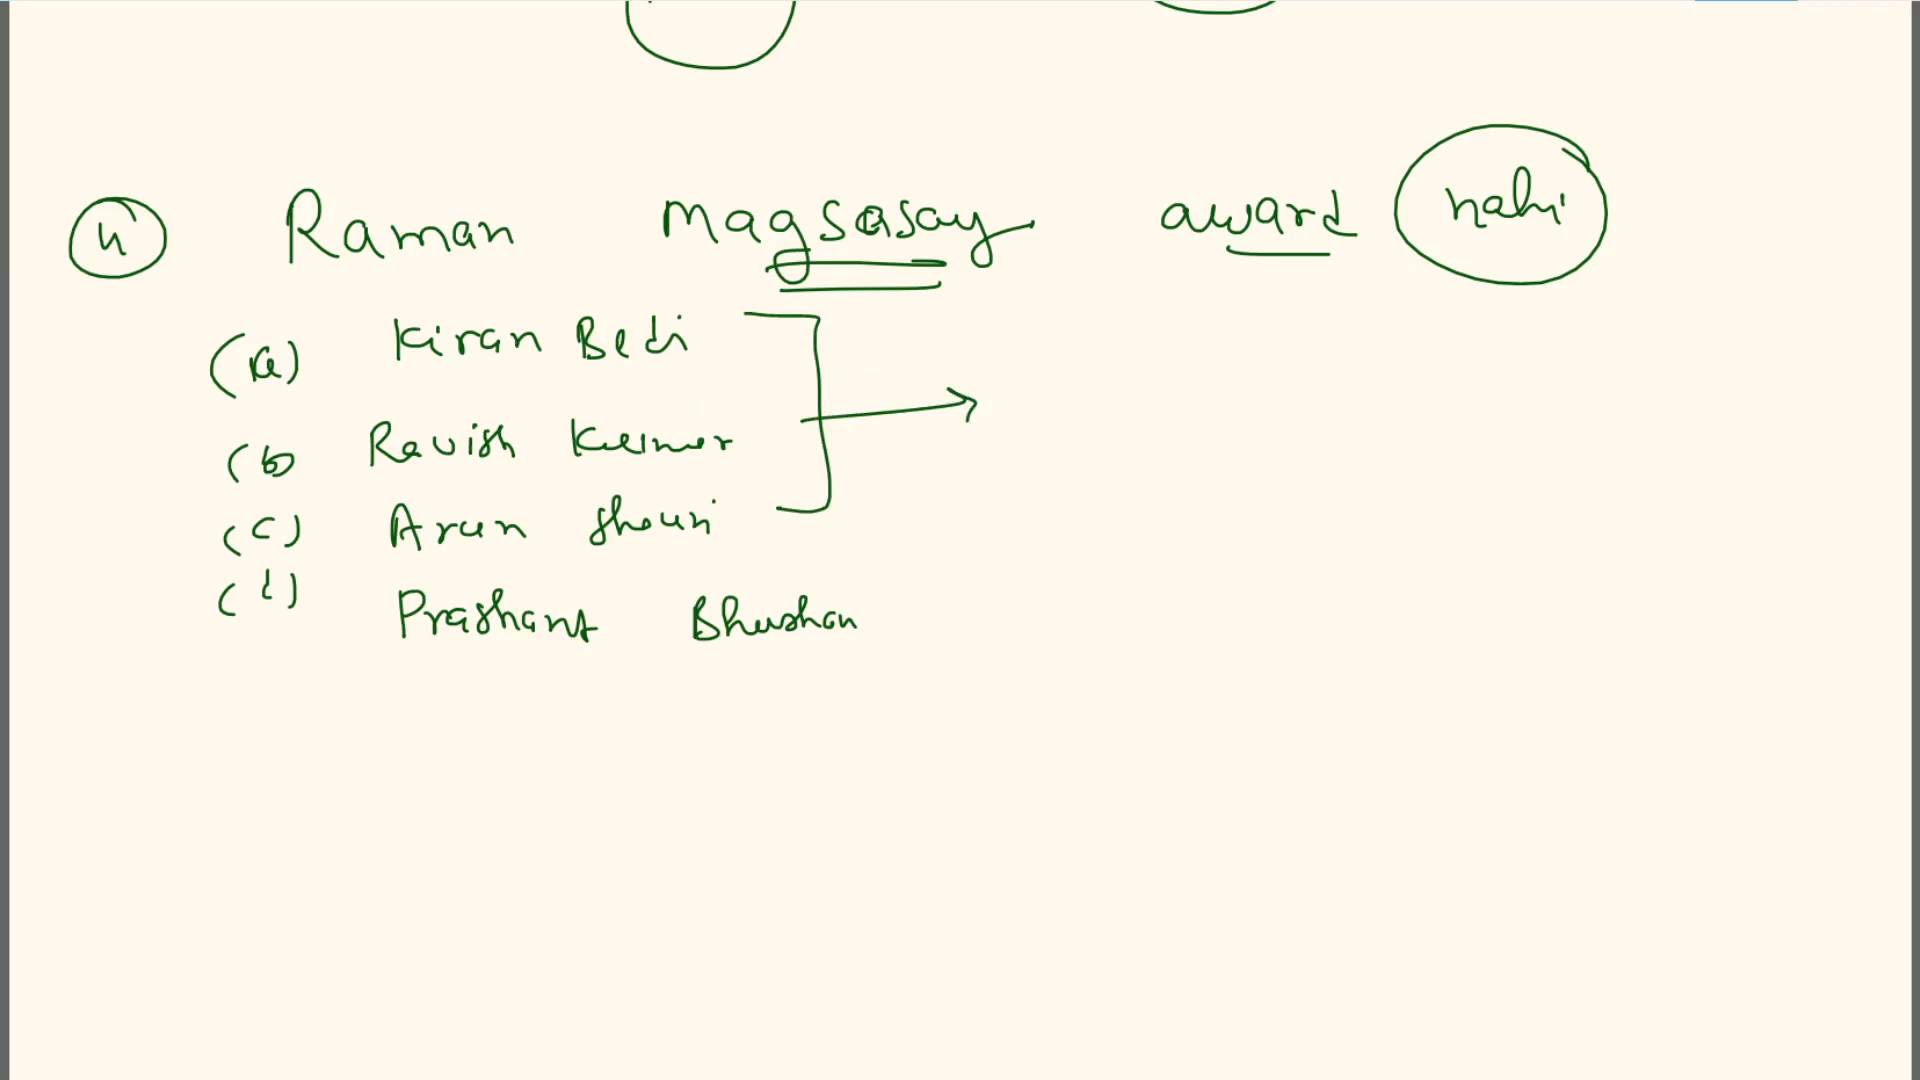 4 Raman Magsasay award nahi
(a) Kiran Bedi
(b) Ravish Kumar
(c) Arun Shouri
(d) Prashant Bhushan